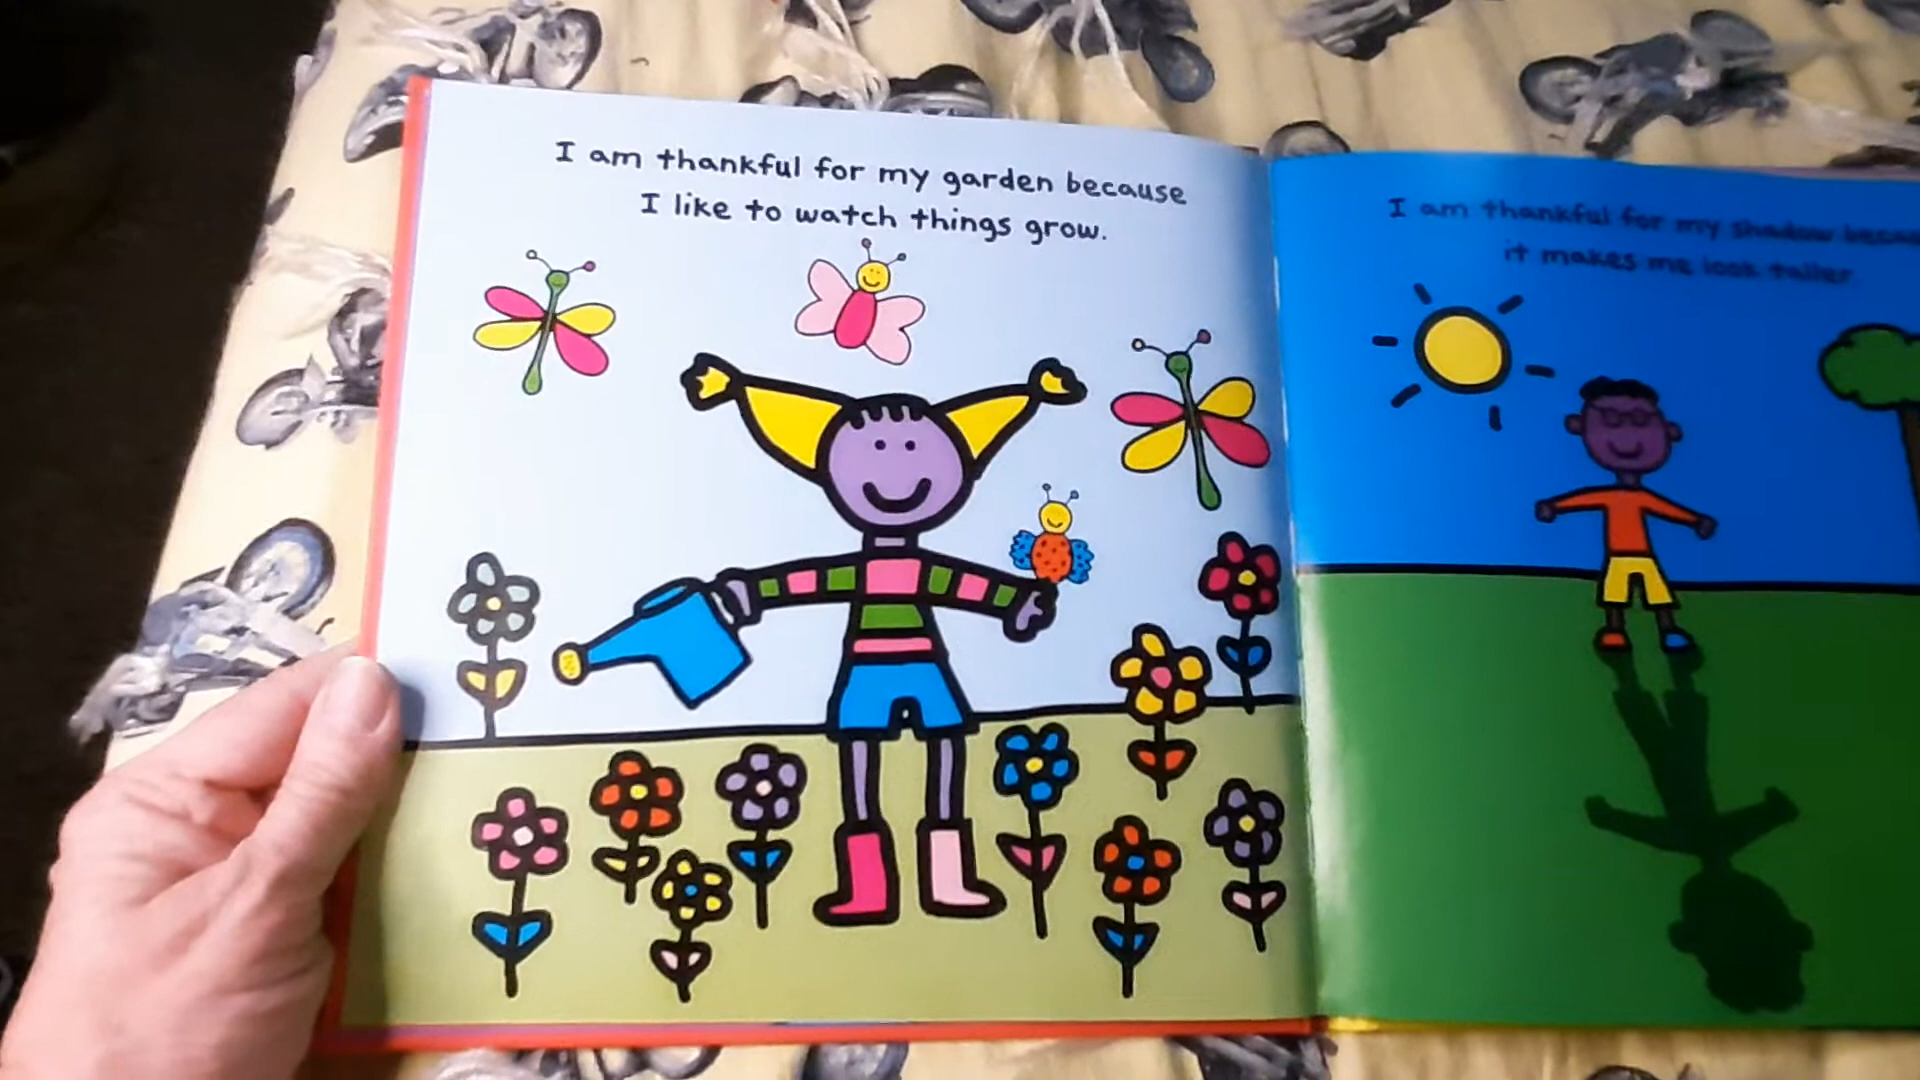 I am thankful for my garden because
I like to watch things grow.
I am thankful for my shadow
it makes me look taller.